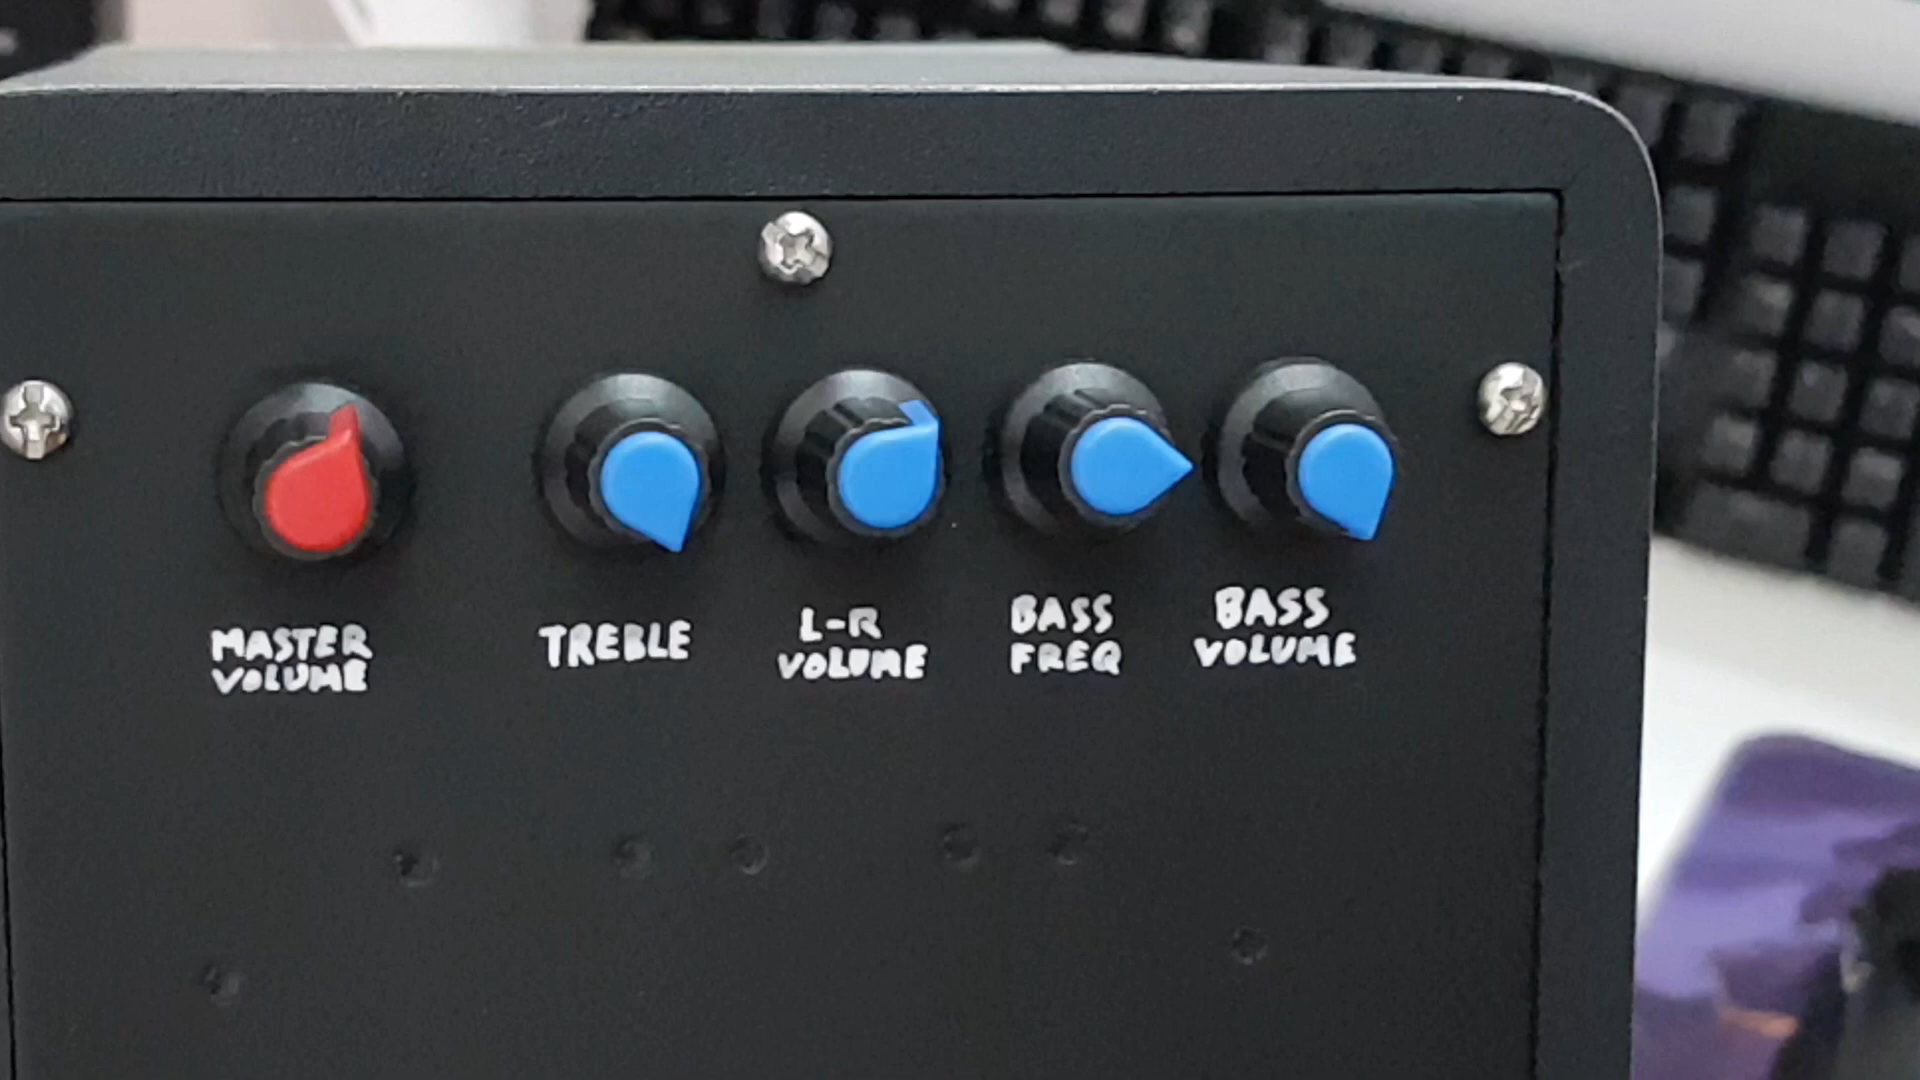 MASTER
VOLUME
TREBLE
L-R
VOLUME
BASS
FREQ
BASS
VOLUME